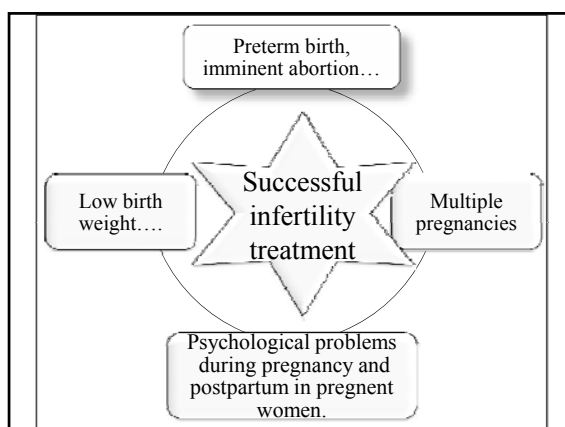 Preterm birth,
imminent abortion…
Low birth
weight….
Successful
infertility
treatment
Multiple
pregnancies
Psychological problems
during pregnancy and
postpartum in pregnent
women.